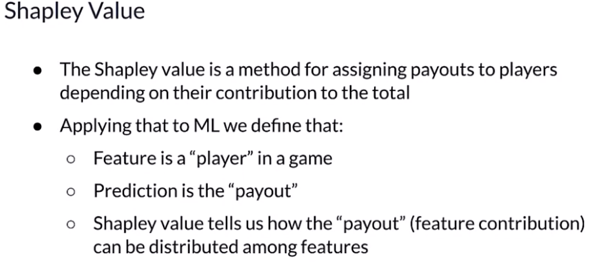 Shapley Value
● The Shapley value is a method for assigning payouts to players
depending on their contribution to the total
● Applying that to ML we define that:
○ Feature is a “player” in a game
○ Prediction is the “payout”
○ Shapley value tells us how the “payout” (feature contribution)
can be distributed among features